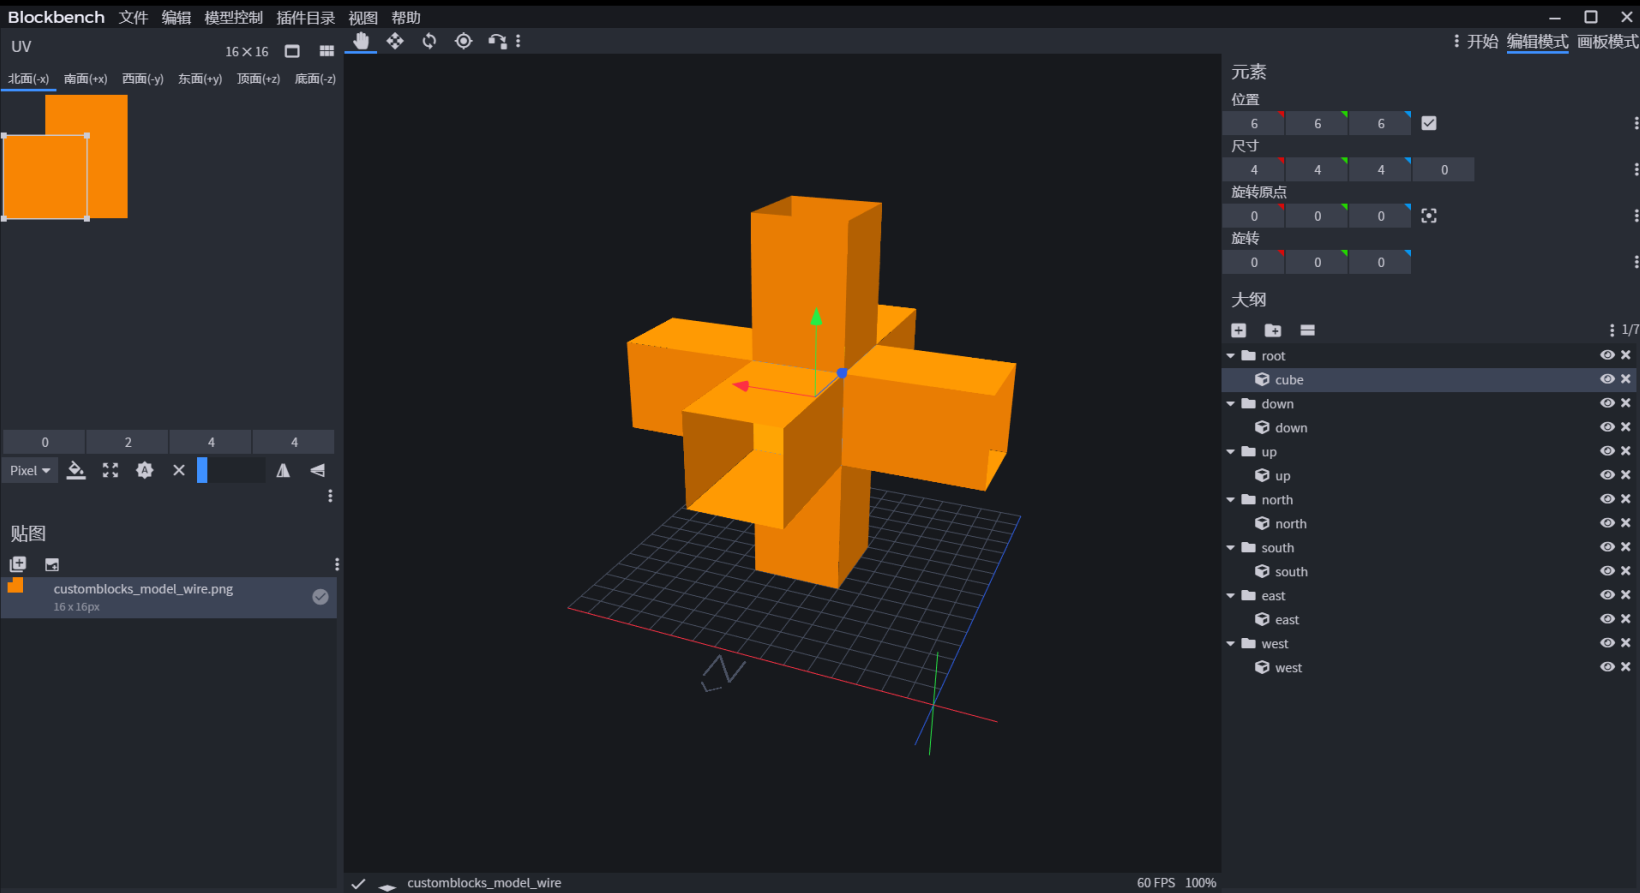 Blockbench 文件 编辑 模型控制 插件目录 视图 帮助
UV
16×16
开始 编辑模式 画板模式
北面(-x) 南面(+x) 西面(-y) 东面(+y) 顶面(+z) 底面(-z)
元素
位置
6 6 6
尺寸
4 4 4 0
旋转原点
0 0 0
旋转
0 0 0
大纲
1/7
root
cube
down
down
up
up
north
north
south
south
east
east
west
west
0 2 4 4
Pixel
贴图
customblocks_model_wire.png
16 x 16px
N
customblocks_model_wire
60 FPS 100%